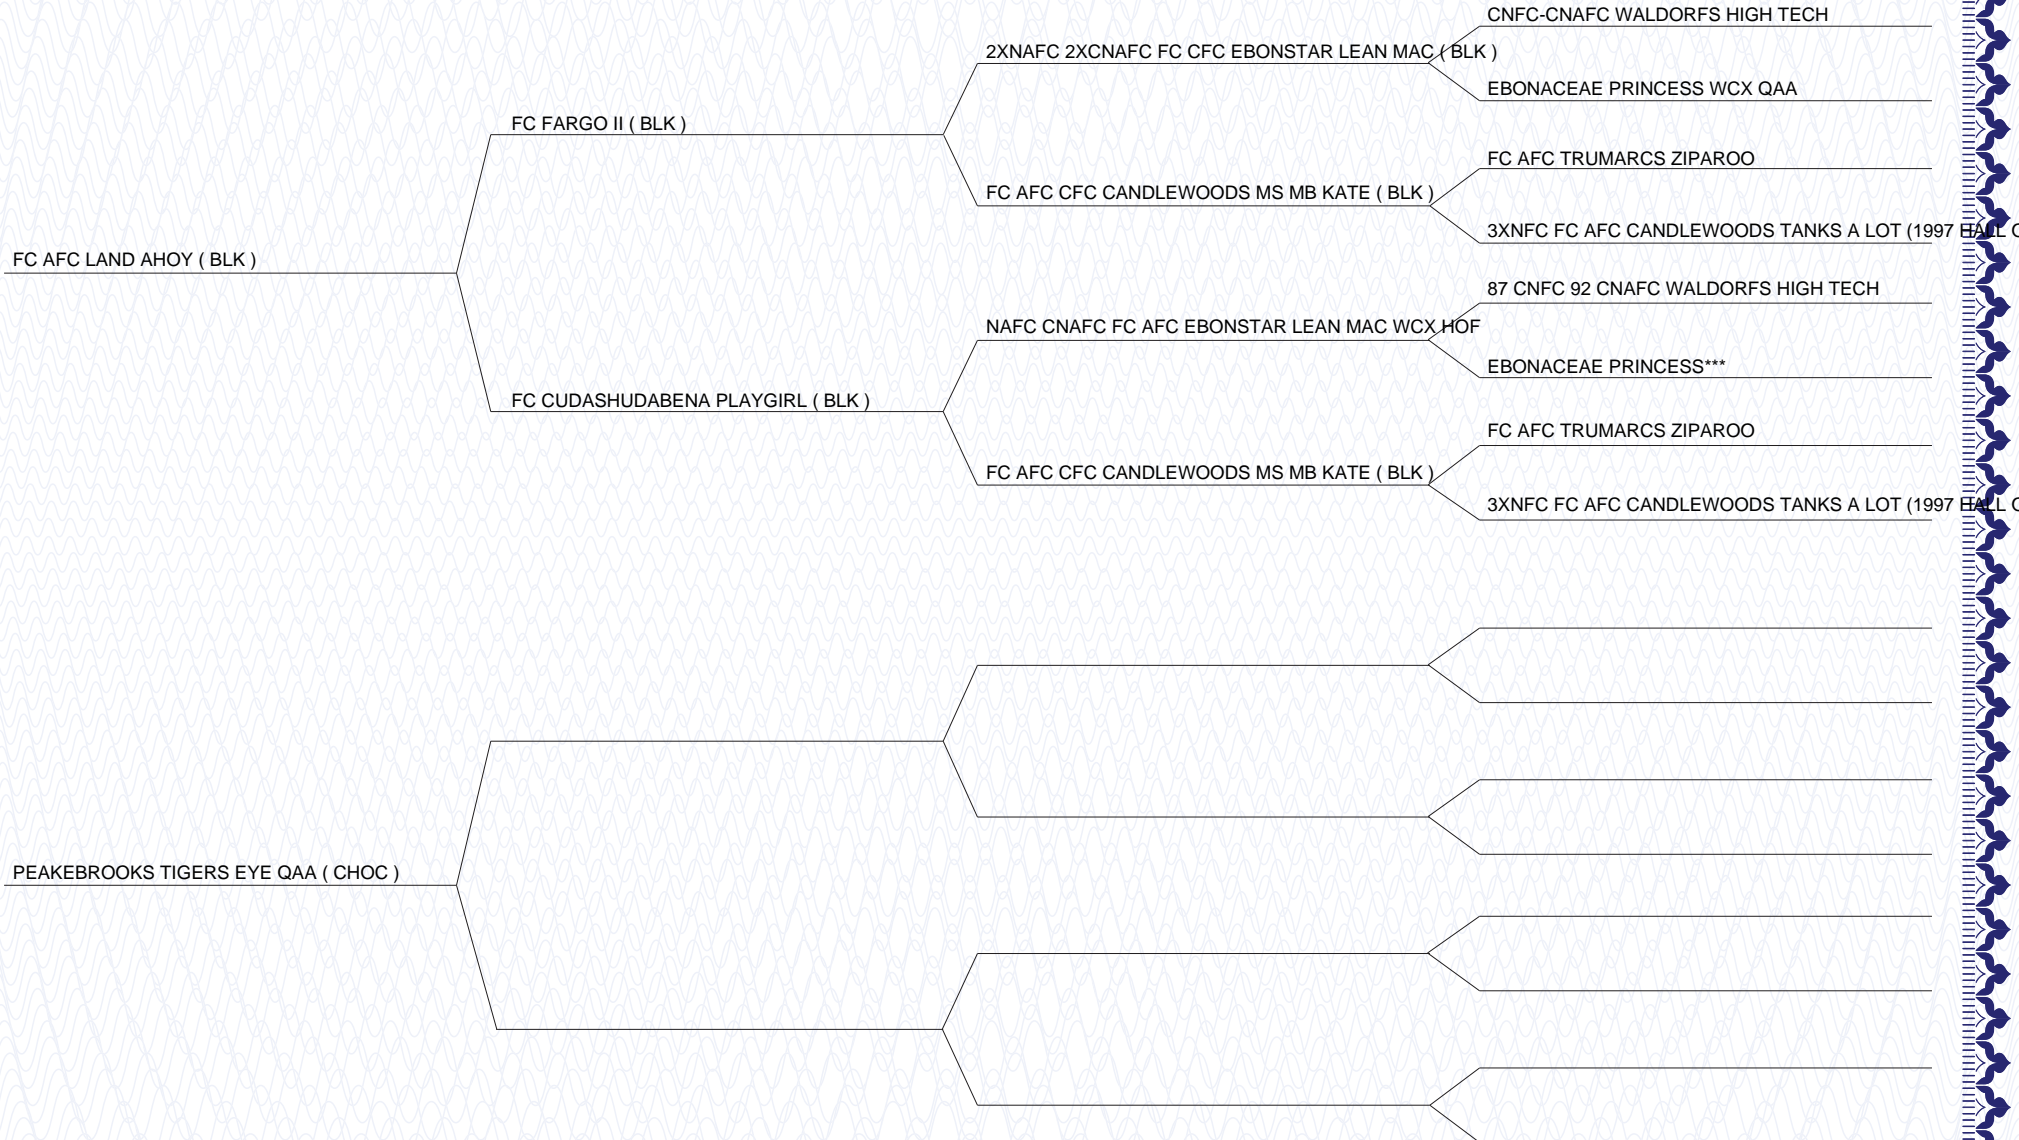 CNFC-CNAFC WALDORFS HIGH TECH
2XNAFC 2XCNAFC FC CFC EBONSTAR LEAN MAC ( BLK )
EBONACEAE PRINCESS WCX QAA
FC FARGO II ( BLK )
FC AFC TRUMARCS ZIPAROO
FC AFC CFC CANDLEWOODS MS MB KATE ( BLK )
3XNFC FC AFC CANDLEWOODS TANKS A LOT (1997 HALL
FC AFC LAND AHOY ( BLK )
87 CNFC 92 CNAFC WALDORFS HIGH TECH
NAFC CNAFC FC AFC EBONSTAR LEAN MAC WCX HOF
EBONACEAE PRINCESS***
FC CUDASHUDABENA PLAYGIRL ( BLK )
FC AFC TRUMARCS ZIPAROO
FC AFC CFC CANDLEWOODS MS MB KATE ( BLK )
3XNFC FC AFC CANDLEWOODS TANKS A LOT (1997 HALL
PEAKEBROOKS TIGERS EYE QAA ( CHOC )